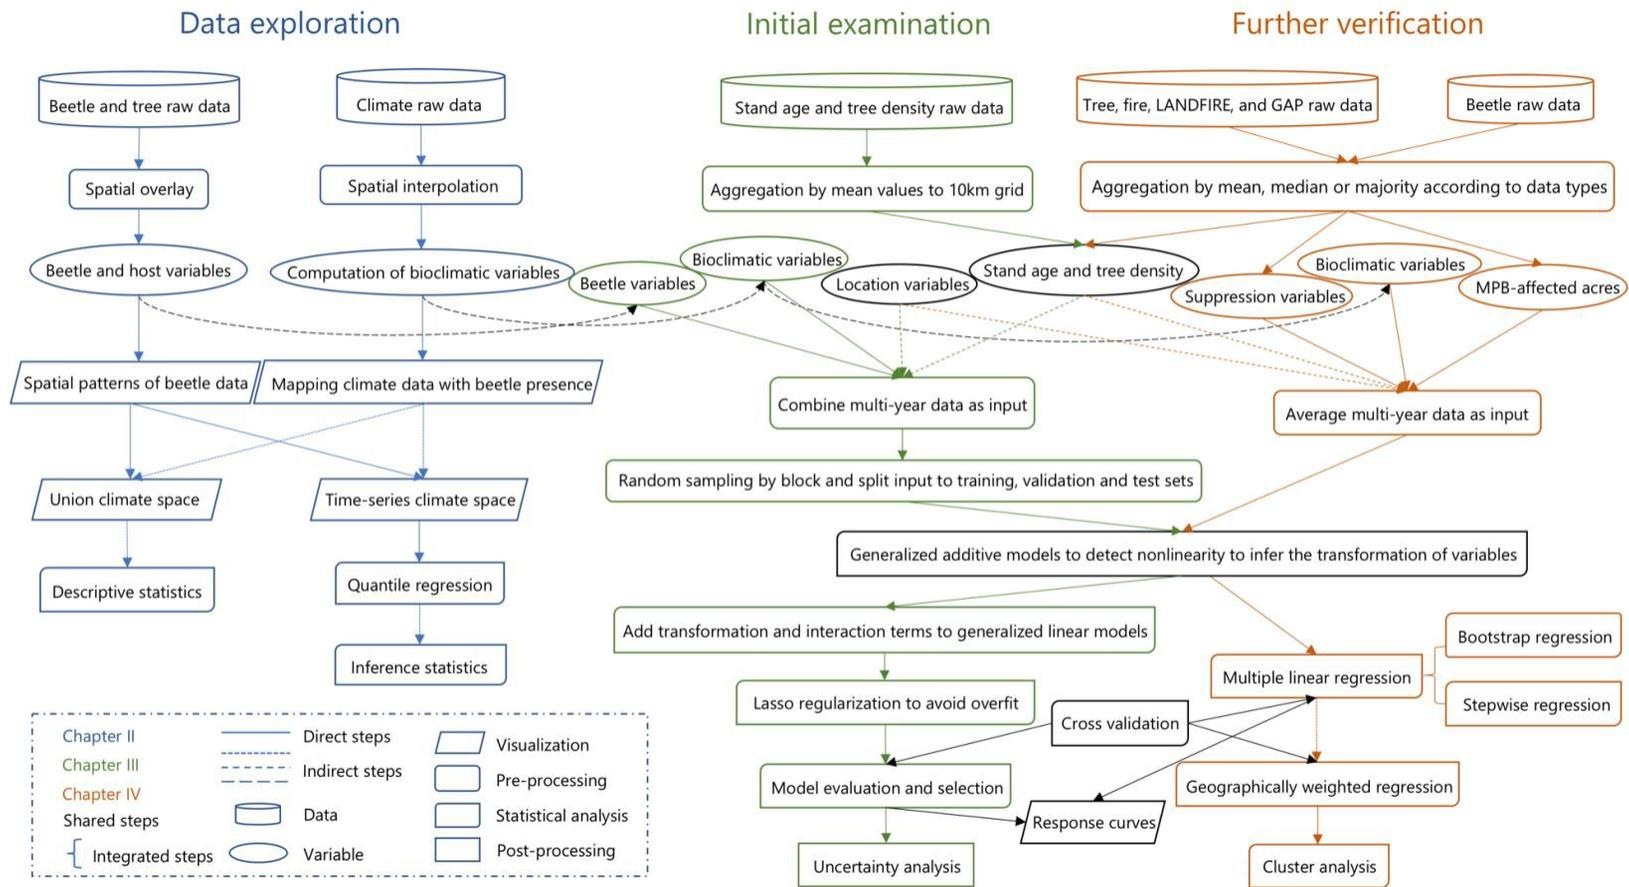 Data exploration
Initial examination
Further verification
Beetle and tree raw data
Climate raw data
Stand age and tree density raw data
Tree, fire, LANDFIRE, and GAP raw data
Beetle raw data
Spatial overlay
Spatial interpolation
Aggregation by mean values to 10km grid
Aggregation by mean, median or majority according to data types
Beetle and host variables
Computation of bioclimatic variables
Beetle variables
Bioclimatic variables
Location variables
Stand age and tree density
Suppression variables
Bioclimatic variables
MPB-affected acres
Spatial patterns of beetle data
Mapping climate data with beetle presence
Combine multi-year data as input
Average multi-year data as input
Union climate space
Time-series climate space
Random sampling by block and split input to training, validation and test sets
Generalized additive models to detect nonlinearity to infer the transformation of variables
Descriptive statistics
Quantile regression
Inference statistics
Add transformation and interaction terms to generalized linear models
Multiple linear regression
Bootstrap regression
Stepwise regression
Lasso regularization to avoid overfit
Cross validation
Model evaluation and selection
Geographically weighted regression
Response curves
Uncertainty analysis
Cluster analysis
Chapter II
Chapter III
Chapter IV
Shared steps
Integrated steps
Direct steps
Indirect steps
Data
Variable
Visualization
Pre-processing
Statistical analysis
Post-processing